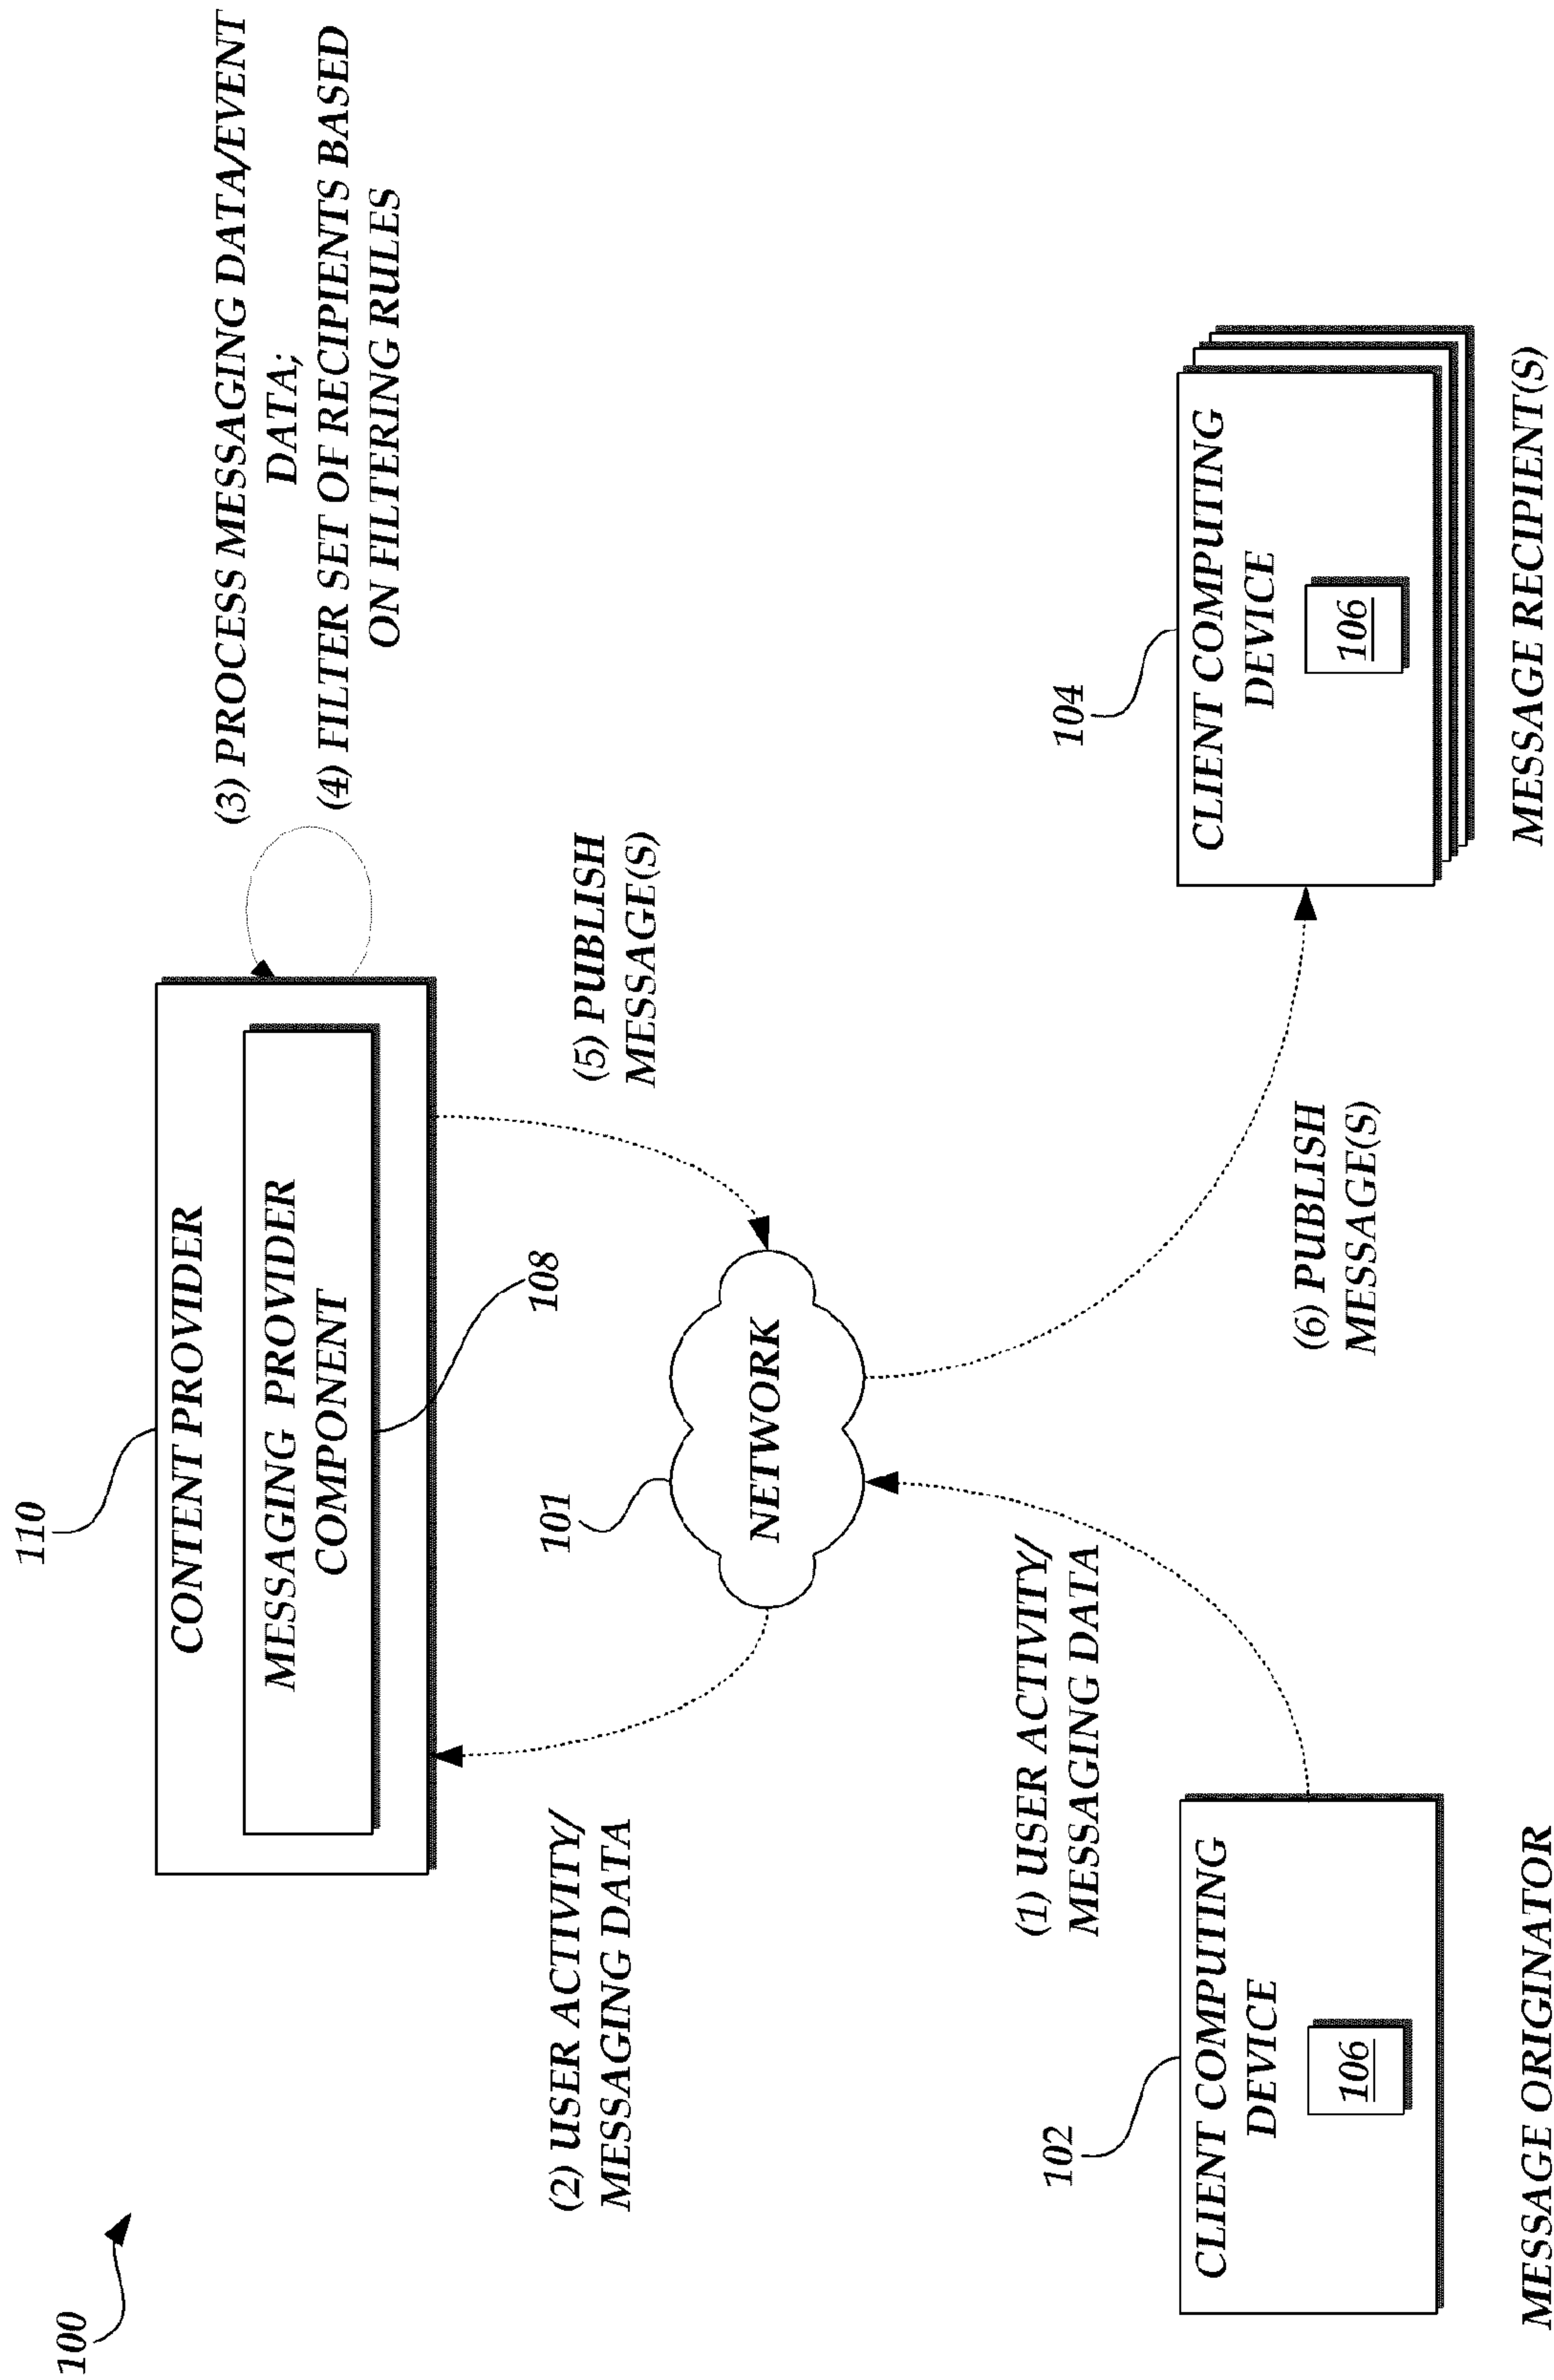 100
110
CONTENT PROVIDER
MESSAGING PROVIDER
COMPONENT
108
(3) PROCESS MESSAGING DATA/EVENT
DATA;
(4) FILTER SET OF RECIPIENTS BASED
ON FILTERING RULES
(2) USER ACTIVITY/
MESSAGING DATA
101
NETWORK
(5) PUBLISH
MESSAGE(S)
(1) USER ACTIVITY/
MESSAGING DATA
(6) PUBLISH
MESSAGE(S)
102
CLIENT COMPUTING
DEVICE
106
MESSAGE ORIGINATOR
104
CLIENT COMPUTING
DEVICE
106
MESSAGE RECIPIENT(S)